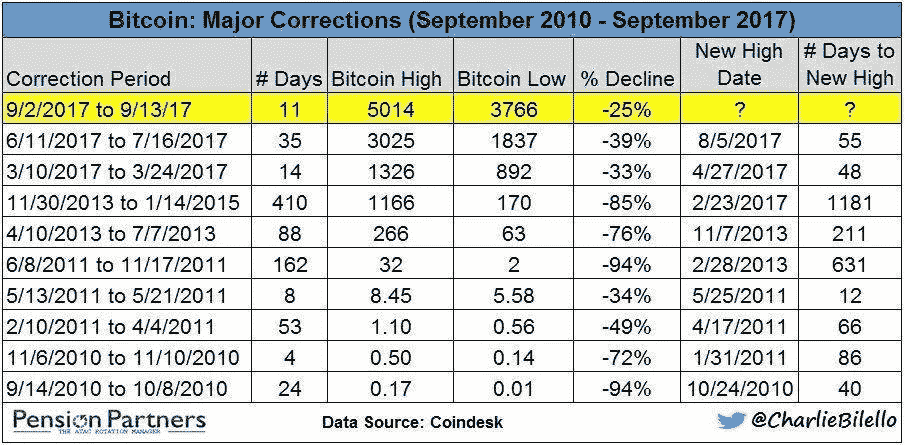 Bitcoin: Major Corrections (September 2010 - September 2017)
Correction Period # Days Bitcoin High Bitcoin Low % Decline New High Date # Days to New High
9/2/2017 to 9/13/17 11 5014 3766 -25% ? ?
6/11/2017 to 7/16/2017 35 3025 1837 -39% 8/5/2017 55
3/10/2017 to 3/24/2017 14 1326 892 -33% 4/27/2017 48
11/30/2013 to 1/14/2015 410 1166 170 -85% 2/23/2017 1181
4/10/2013 to 7/7/2013 88 266 63 -76% 11/7/2013 211
6/8/2011 to 11/17/2011 162 32 2 -94% 2/28/2013 631
5/13/2011 to 5/21/2011 8 8.45 5.58 -34% 5/25/2011 12
2/10/2011 to 4/4/2011 53 1.10 0.56 -49% 4/17/2011 66
11/6/2010 to 11/10/2010 4 0.50 0.14 -72% 1/31/2011 86
9/14/2010 to 10/8/2010 24 0.17 0.01 -94% 10/24/2010 40
Pension Partners Data Source: Coindesk @CharlieBilello
THE ATAC ROTATION MANAGER